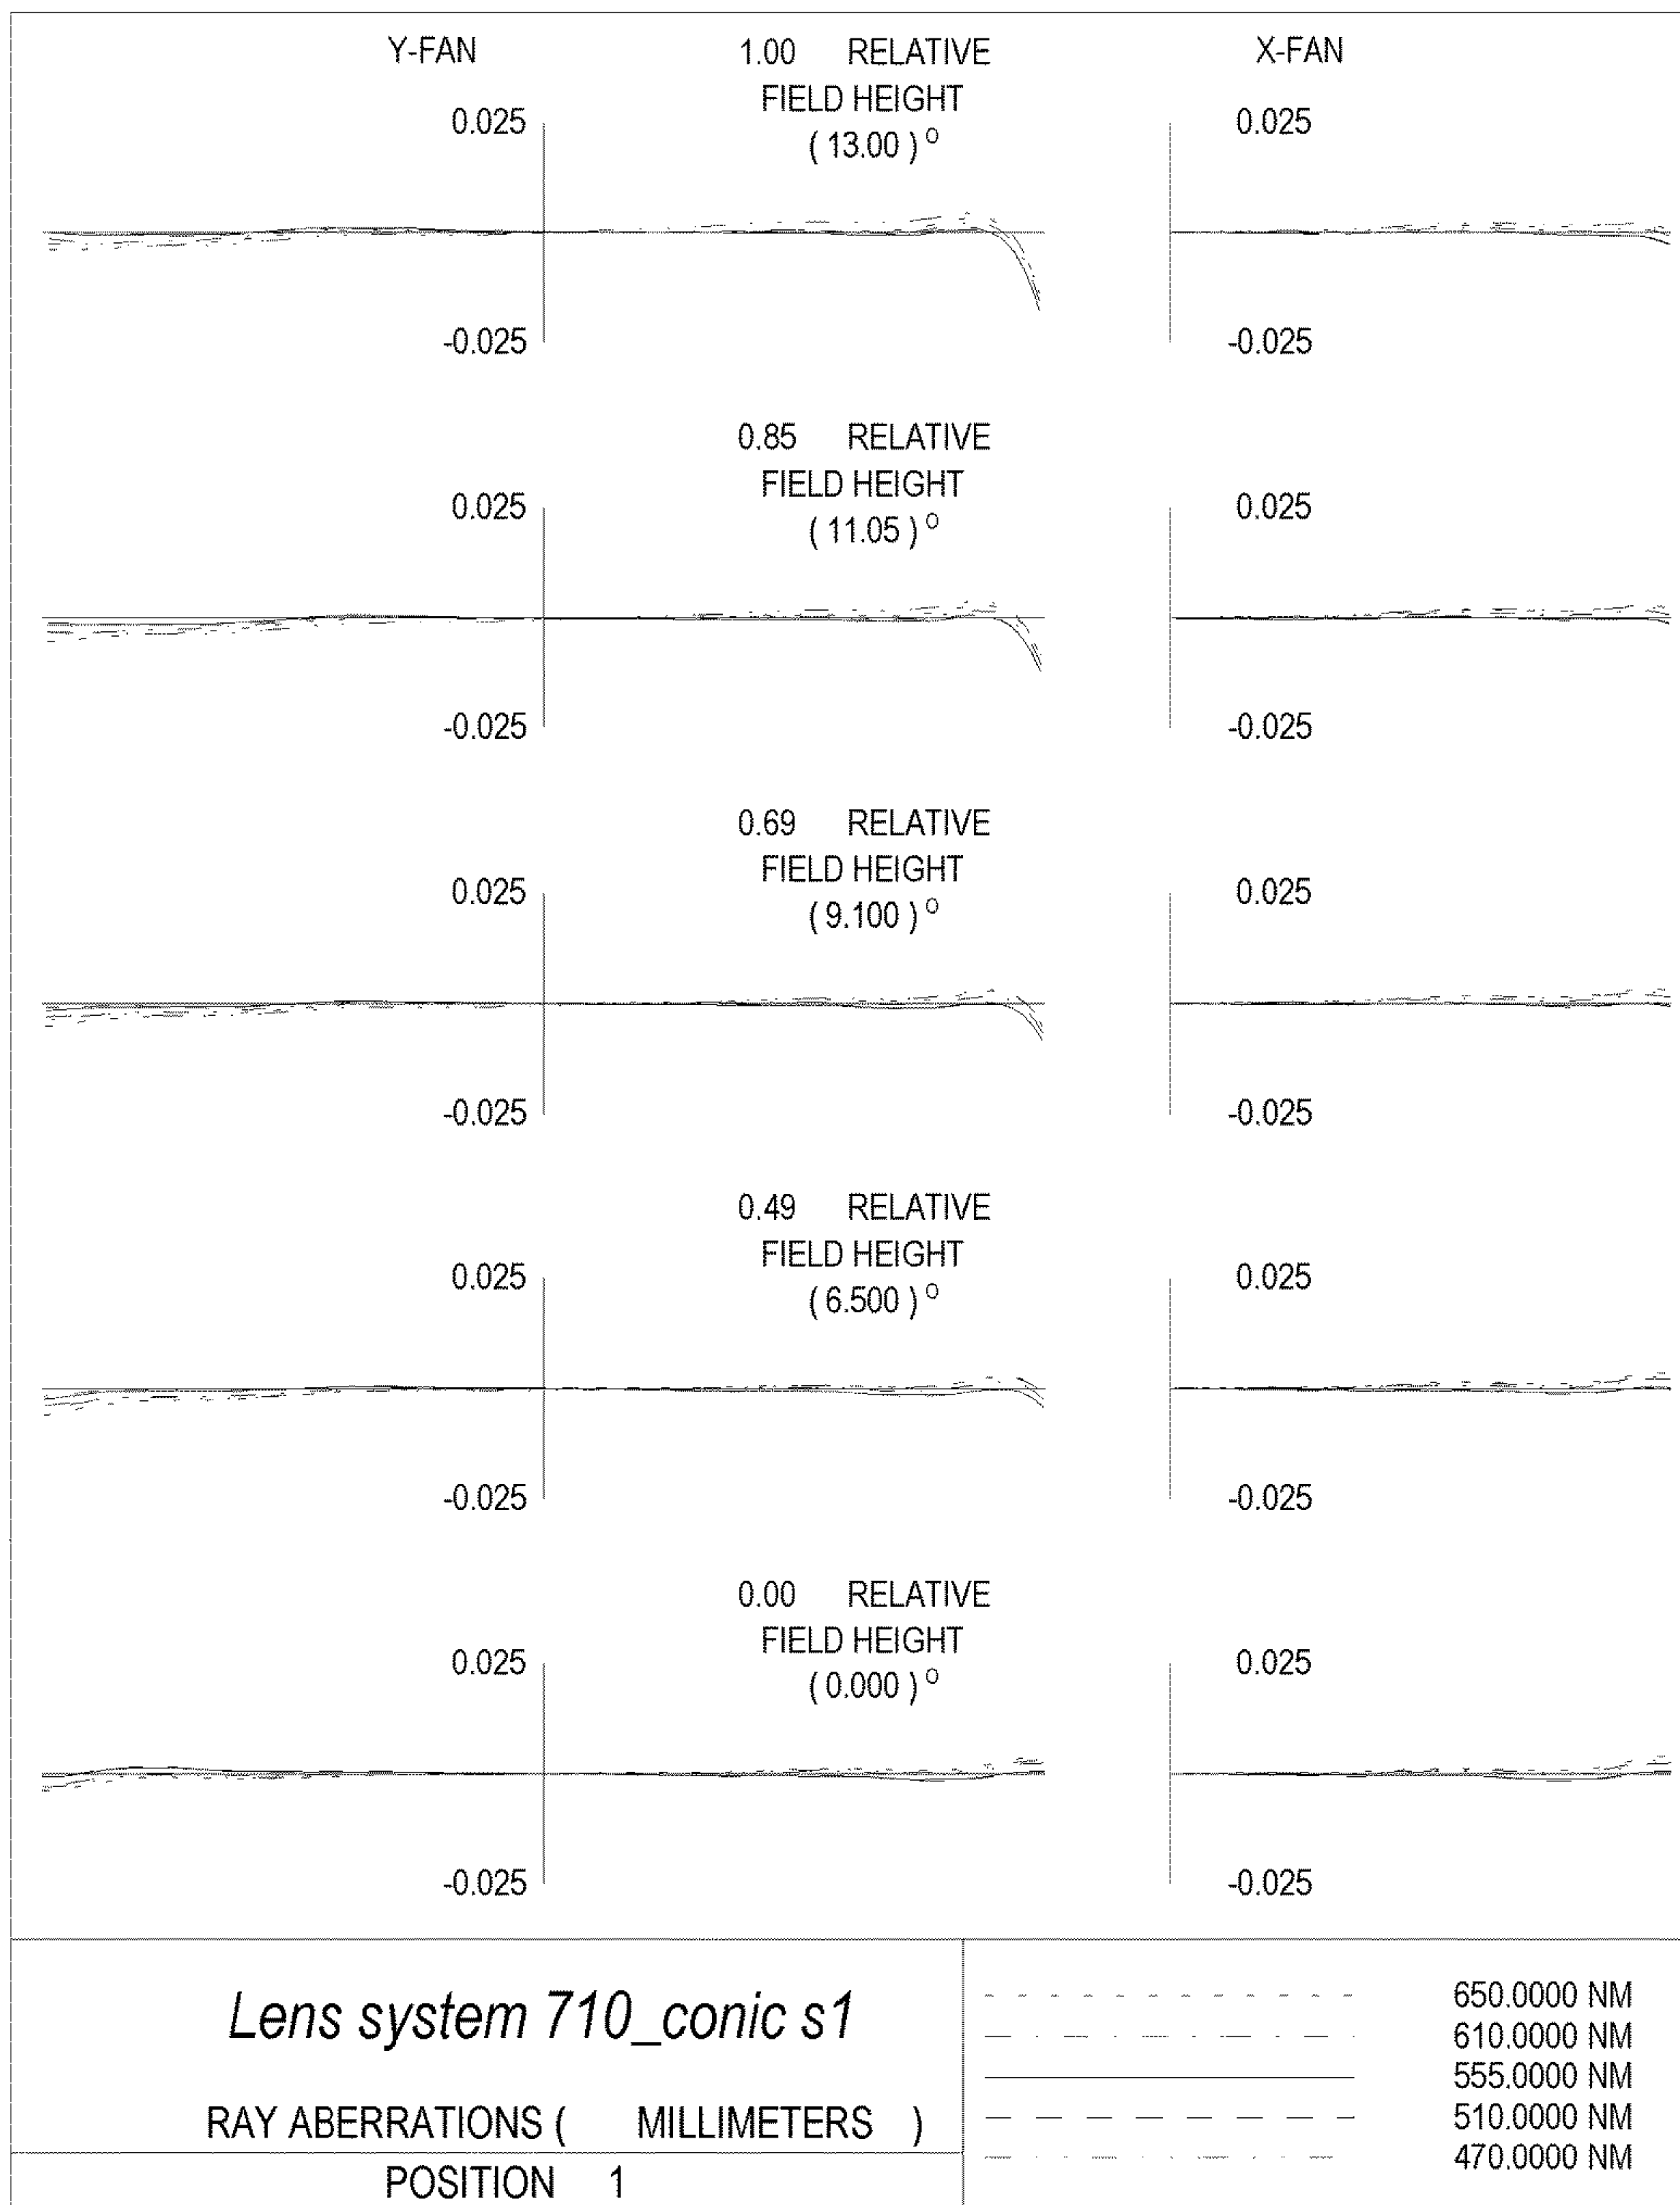 Y-FAN 1.00 RELATIVE X-FAN
FIELD HEIGHT
0.025 ( 13.00 ) O 0.025
-0.025 -0.025
0.85 RELATIVE
FIELD HEIGHT
0.025 ( 11.05 ) O 0.025
-0.025 -0.025
0.69 RELATIVE
FIELD HEIGHT
0.025 ( 9.100 ) O 0.025
-0.025 -0.025
0.49 RELATIVE
FIELD HEIGHT
0.025 ( 6.500 ) O 0.025
-0.025 -0.025
0.00 RELATIVE
FIELD HEIGHT
0.025 ( 0.000 ) O 0.025
-0.025 -0.025
Lens system 710_conic s1
RAY ABERRATIONS ( MILLIMETERS )
POSITION 1
650.0000 NM
610.0000 NM
555.0000 NM
510.0000 NM
470.0000 NM